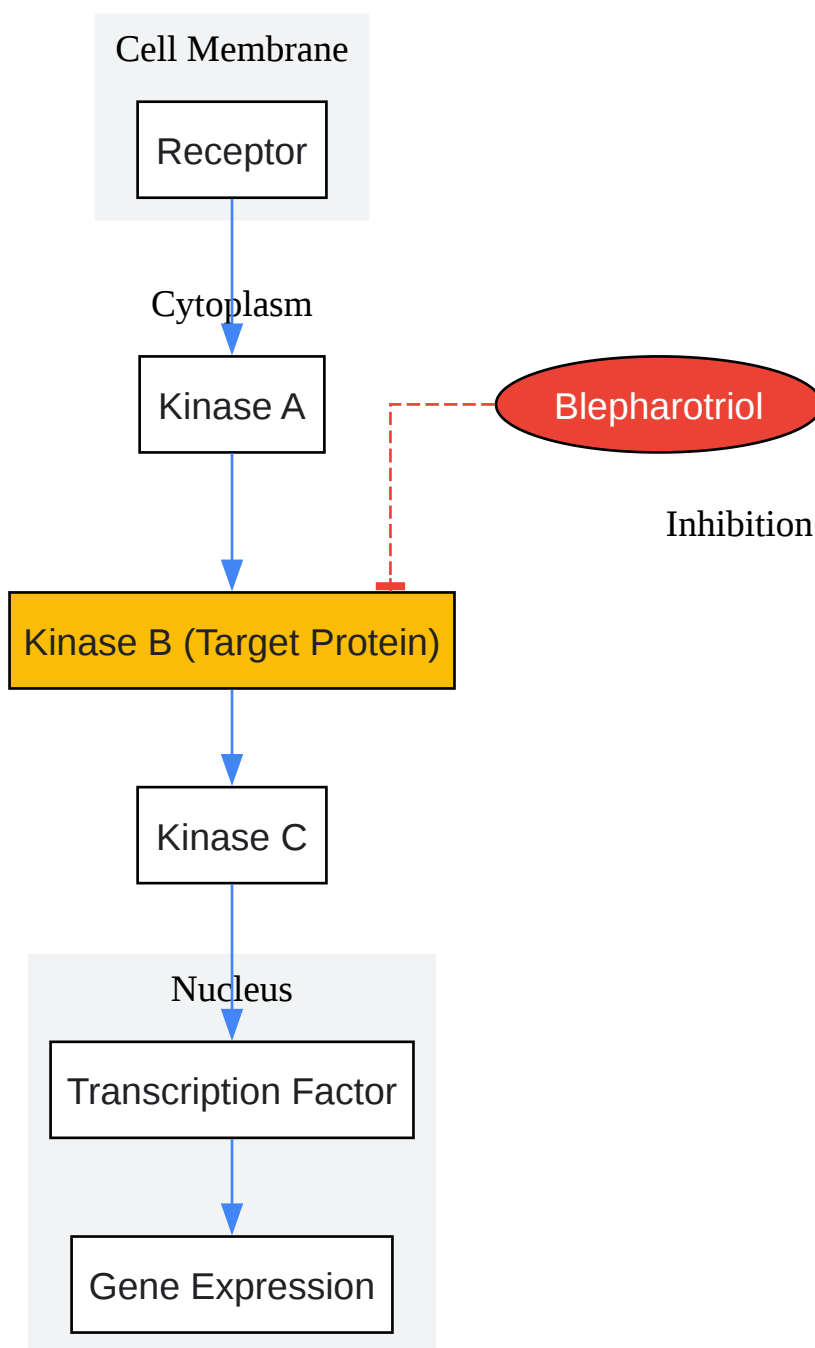 Cell Membrane
Receptor
Cytoplasm
Kinase A
Blepharotriol
Inhibition
Kinase B (Target Protein)
Kinase C
Nucleus
Transcription Factor
Gene Expression